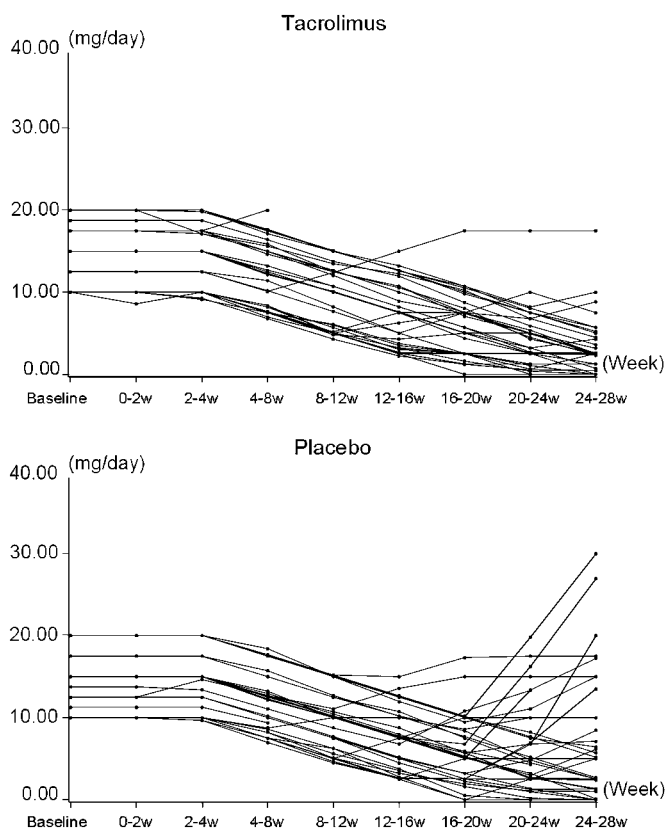 Tacrolimus
40.00 (mg/day)
30.00
20.00
10.00
0.00
(Week)
Baseline 0-2w 2-4w 4-8w 8-12w 12-16w 16-20w 20-24w 24-28w
Placebo
40.00 (mg/day)
30.00
20.00
10.00
0.00
(Week)
Baseline 0-2w 2-4w 4-8w 8-12w 12-16w 16-20w 20-24w 24-28w